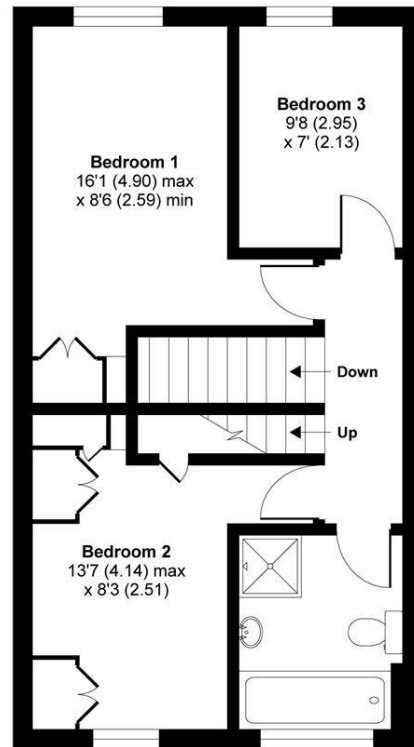 Bedroom 3
9'8 (2.95)
x 7' (2.13)
Bedroom 1
16'1 (4.90) max
x 8'6 (2.59) min
Down
Up
Bedroom 2
13'7 (4.14) max
x 8'3 (2.51)